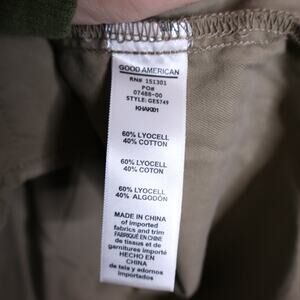 GOOD AMERICAN
RN# 151301
PO#
07488-00
STYLE: GES749
KHAKI01
60% LYOCELL
40% COTTON
60% LYOCELL
40% COTON
60% LYOCELL
40% ALGODÓN
MADE IN CHINA
of imported
fabrics and trim
FABRIQUÉ EN CHINE
de tissus et de
garnitures importés
HECHO EN
CHINA
de tela y adornos
importados